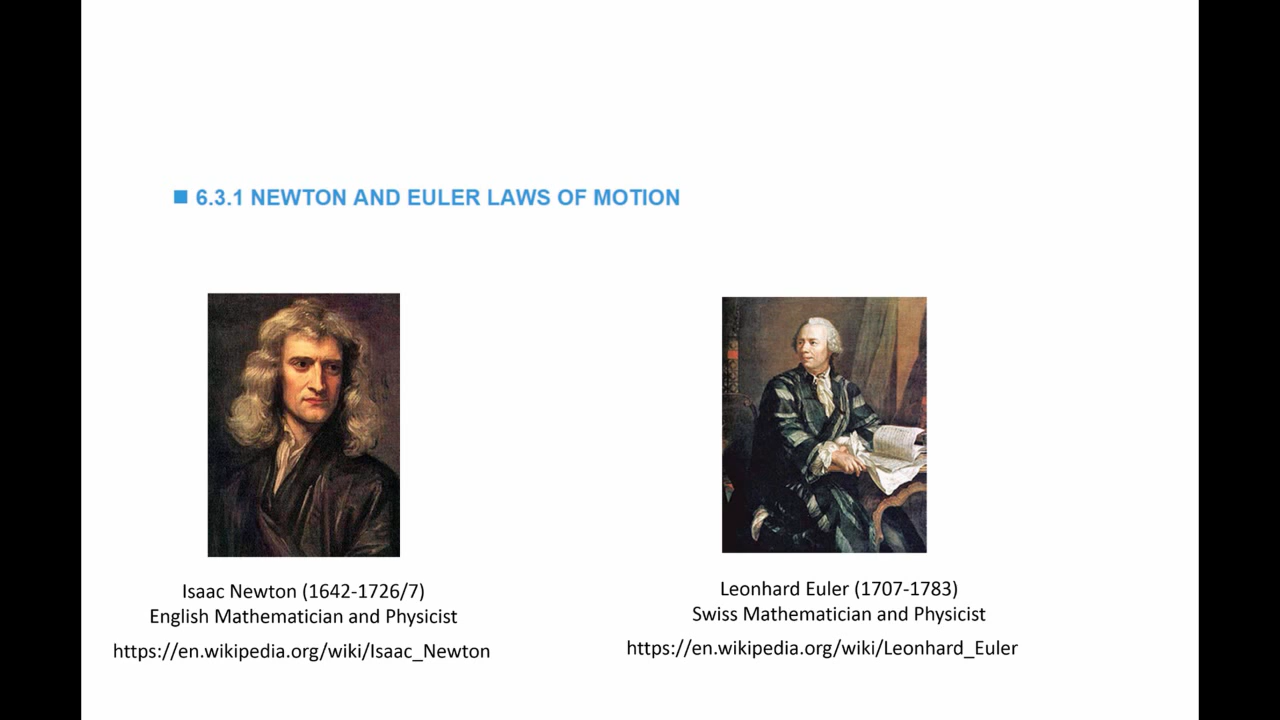 6.3.1 NEWTON AND EULER LAWS OF MOTION
Isaac Newton (1642-1726/7)
English Mathematician and Physicist
https://en.wikipedia.org/wiki/Isaac_Newton
Leonhard Euler (1707-1783)
Swiss Mathematician and Physicist
https://en.wikipedia.org/wiki/Leonhard_Euler